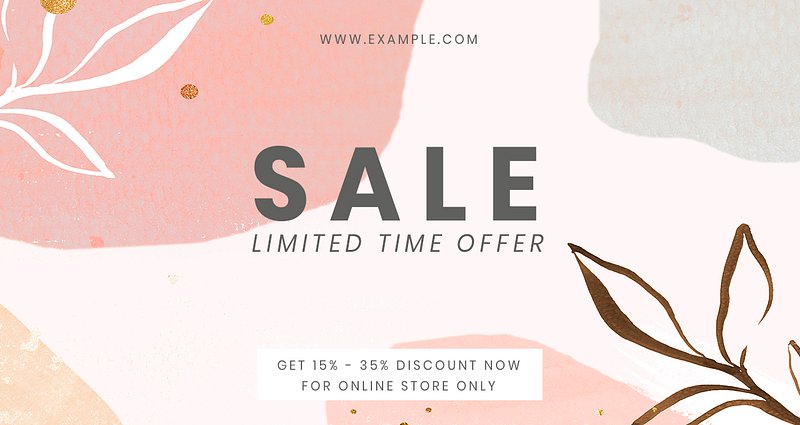 WWW.EXAMPLE.COM
SALE
LIMITED TIME OFFER
GET 15% - 35% DISCOUNT NOW
FOR ONLINE STORE ONLY